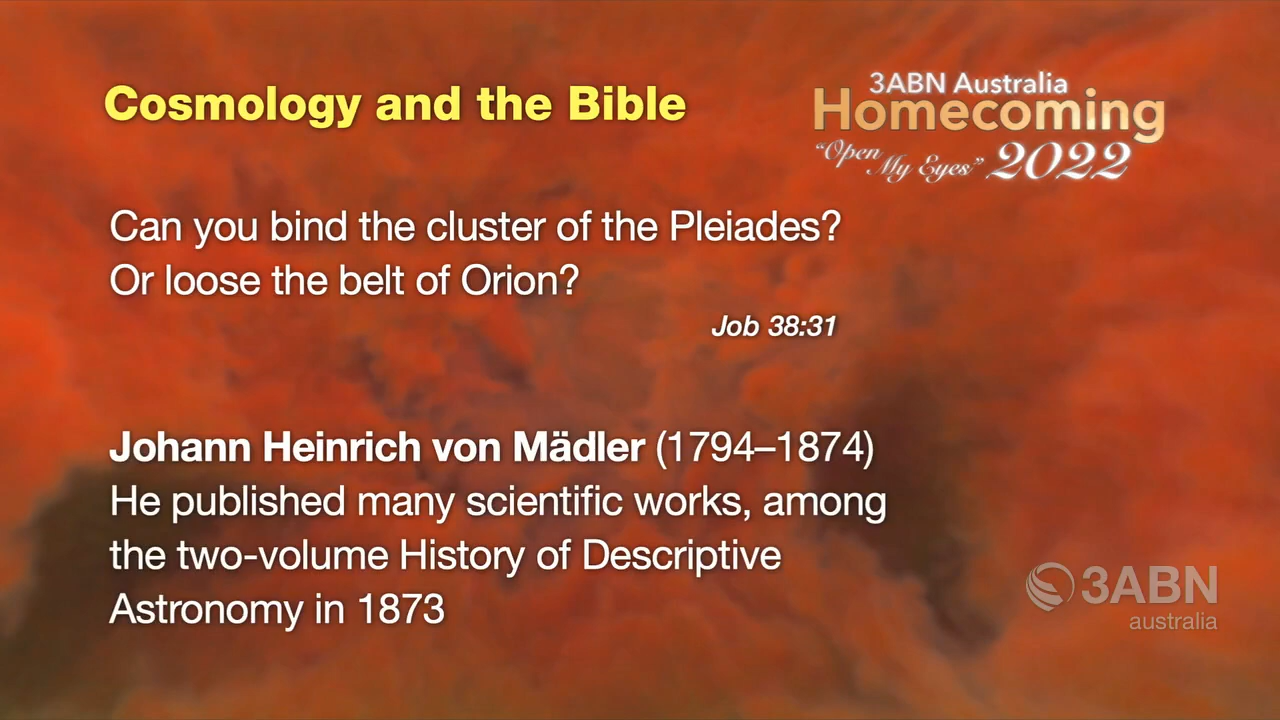 Cosmology and the Bible
3ABN Australia
Homecoming
“Open My Eyes” 2022
Can you bind the cluster of the Pleiades?
Or loose the belt of Orion?
Job 38:31
Johann Heinrich von Mädler (1794–1874)
He published many scientific works, among
the two-volume History of Descriptive
Astronomy in 1873
3ABN
australia